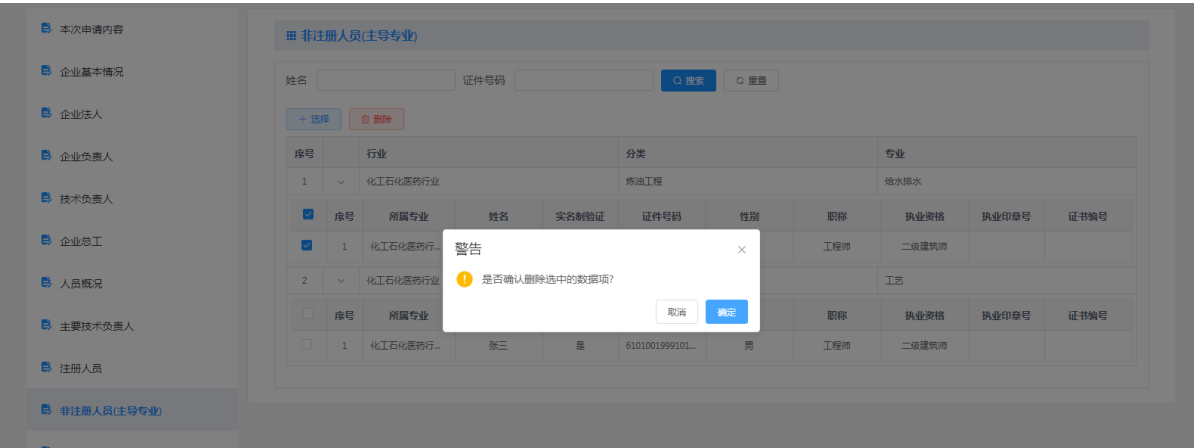 本次申请内容
企业基本情况
企业法人
企业负责人
技术负责人
企业总工
人员概况
主要技术负责人
注册人员
非注册人员(主导专业)
非注册人员(主导专业)
姓名 证件号码 搜索 重置
+ 选择 删除
序号 行业 分类 专业
1 化工石化医药行业 炼油工程 给水排水
序号 所属专业 姓名 实名制验证 证件号码 性别 职称 执业资格 执业印章号 证书编号
1 化工石化医药行... 工程师 二级建筑师
警告
是否确认删除选中的数据项?
取消 确定
2 化工石化医药行业 工艺
序号 所属专业 职称 执业资格 执业印章号 证书编号
1 化工石化医药行... 张三 是 6101001999101... 男 工程师 二级建筑师